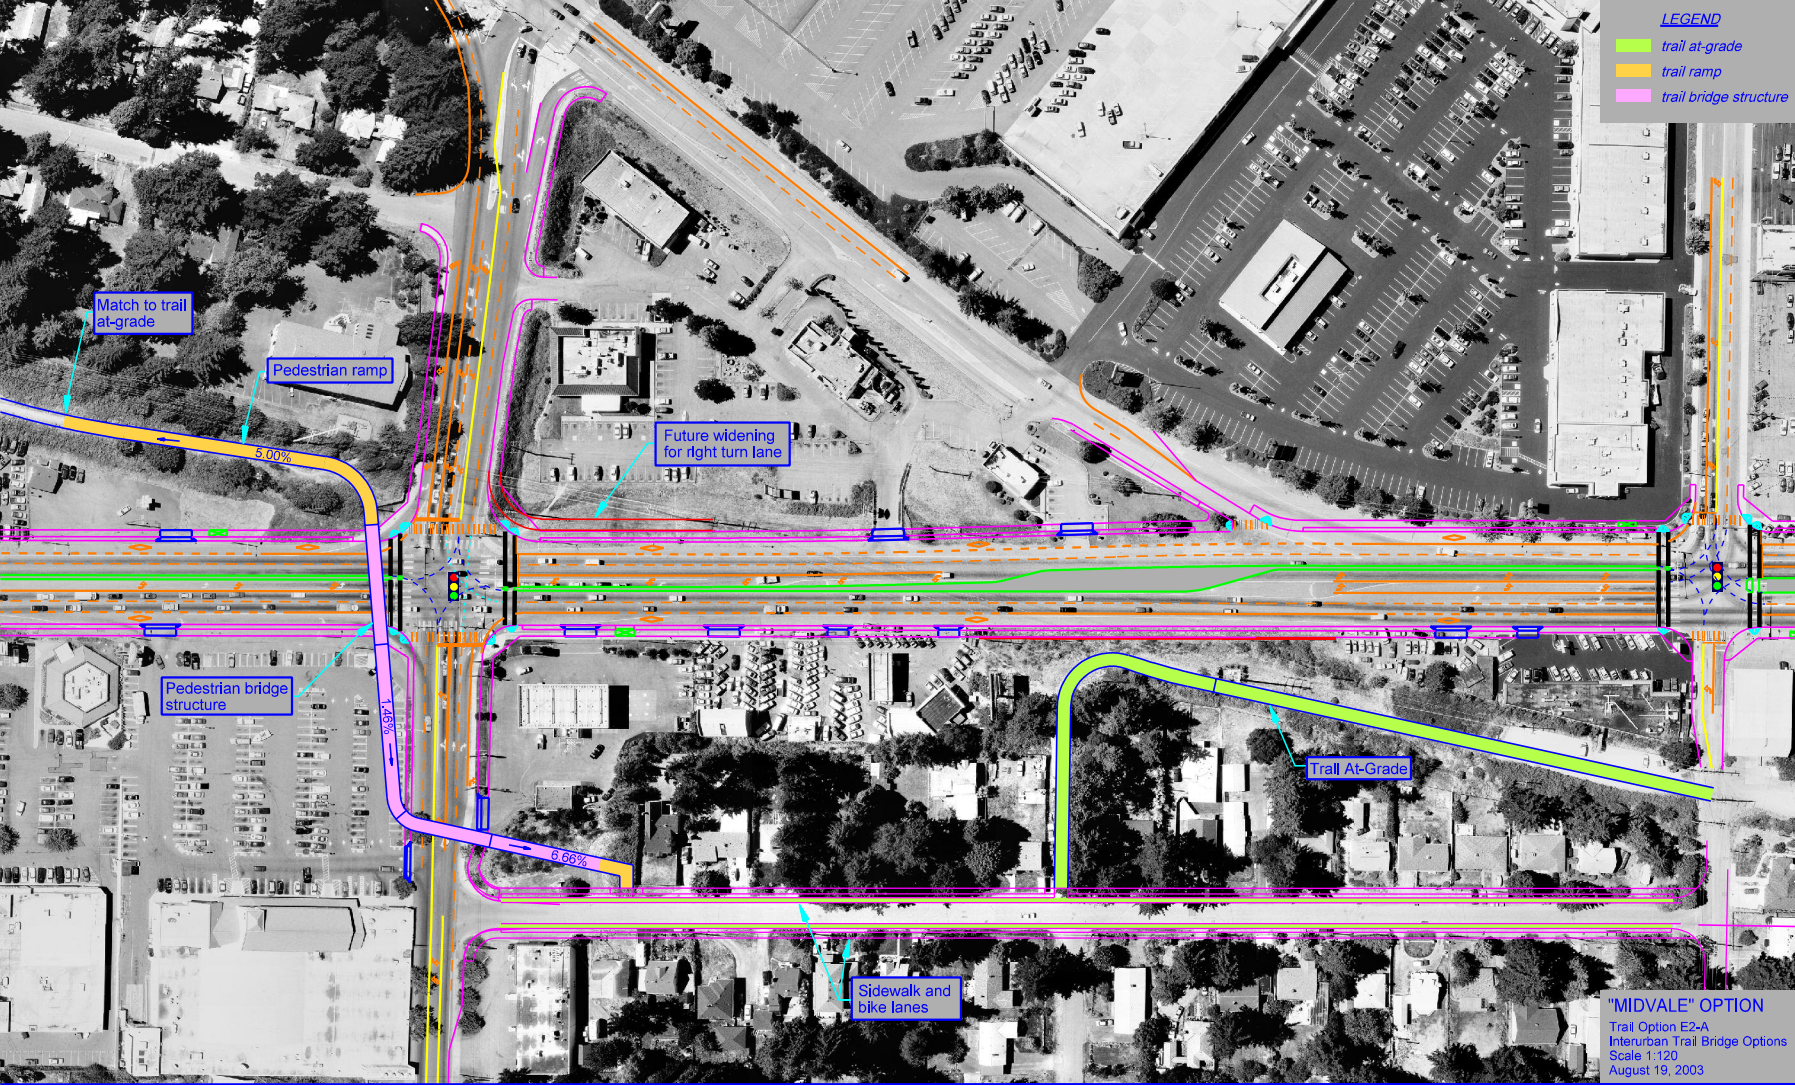 LEGEND
trail at-grade
trail ramp
trail bridge structure
Match to trail
at-grade
Pedestrian ramp
5.00%
Future widening
for right turn lane
Pedestrian bridge
structure
1.46%
Trail At-Grade
6.66%
Sidewalk and
bike lanes
"MIDVALE" OPTION
Trail Option E2-A
Interurban Trail Bridge Options
Scale 1:120
August 19, 2003